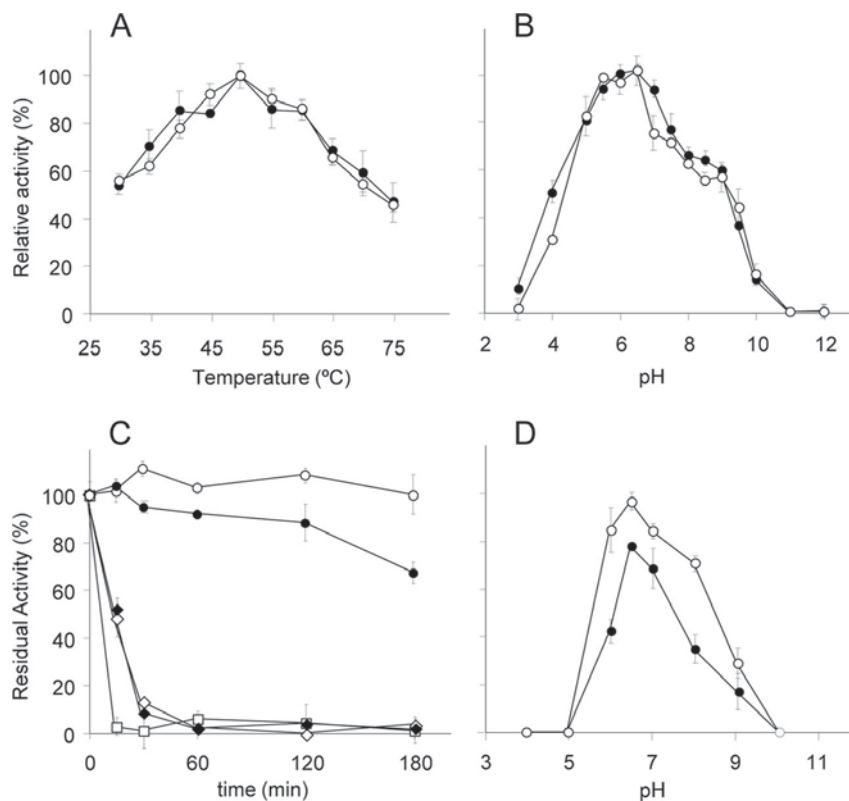 A
B
Relative activity (%)
100
80
60
40
20
0
25 35 45 55 65 75
Temperature (ºC)
2 4 6 8 10 12
pH
C
D
Residual Activity (%)
100
80
60
40
20
0
0 60 120 180
time (min)
3 5 7 9 11
pH